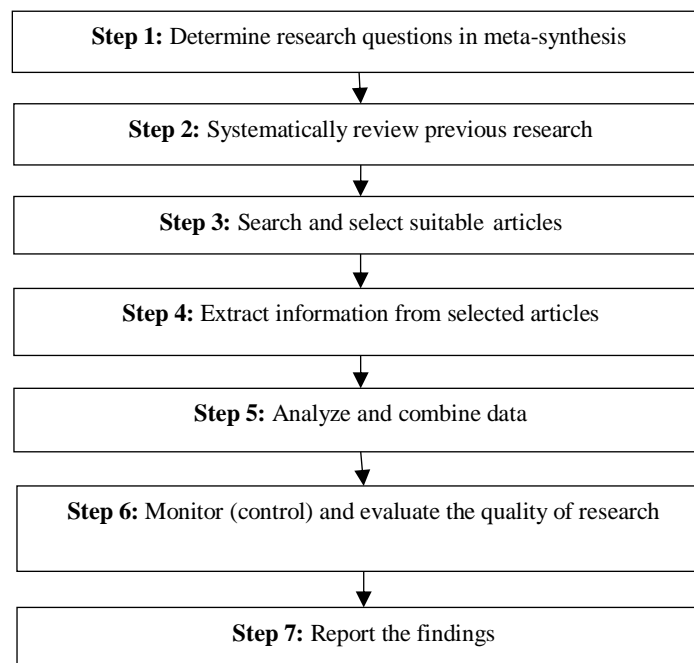 Step 1: Determine research questions in meta-synthesis
Step 2: Systematically review previous research
Step 3: Search and select suitable articles
Step 4: Extract information from selected articles
Step 5: Analyze and combine data
Step 6: Monitor (control) and evaluate the quality of research
Step 7: Report the findings